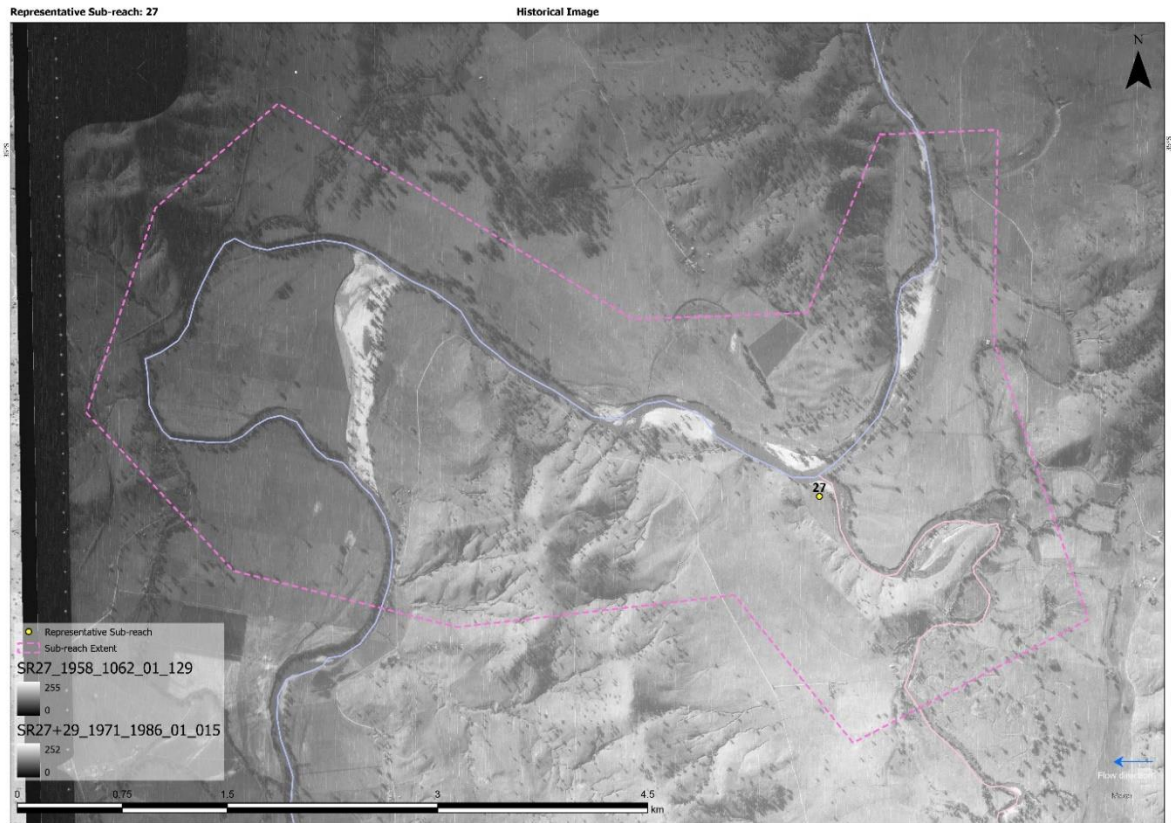 Representative Sub-reach: 27
Historical Image
N
27
Representative Sub-reach
Sub-reach Extent
SR27_1958_1062_01_129
255
0
SR27+29_1971_1986_01_015
252
0
Flow direction
0 0.75 1.5 3 4.5
km